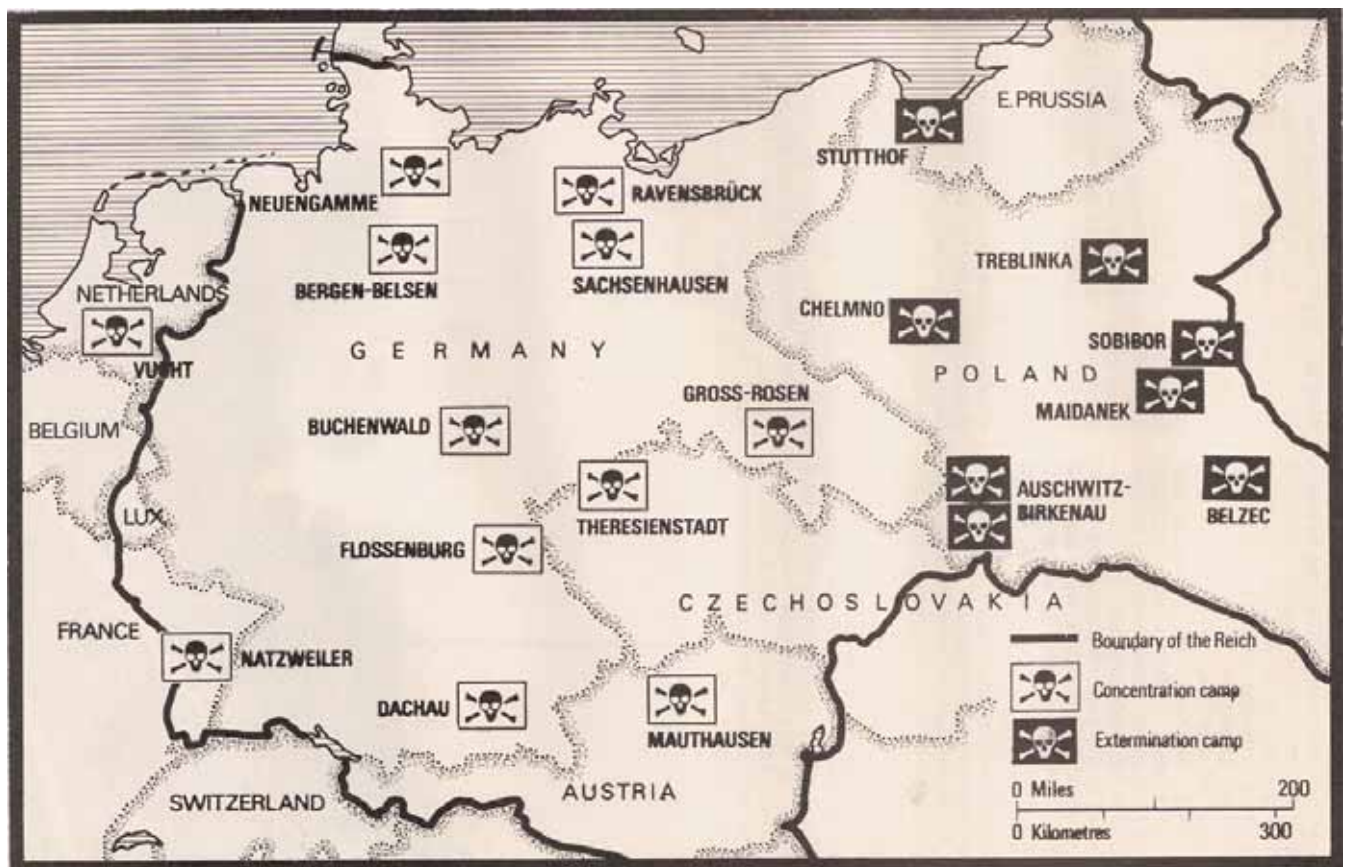 E. PRUSSIA
STUTTHOF
NEUENGAMME
RAVENSBRÜCK
BERGEN-BELSEN
SACHSENHAUSEN
TREBLINKA
NETHERLANDS
CHELMNO
SOBIBOR
VUGHT
GERMANY
POLAND
MAIDANEK
GROSS-ROSEN
BELGIUM
BUCHENWALD
AUSCHWITZ-
BIRKENAU
BELZEC
LUX.
THERESIENSTADT
FLOSSENBURG
CZECHOSLOVAKIA
FRANCE
NATZWEILER
DACHAU
MAUTHAUSEN
SWITZERLAND
AUSTRIA
Boundary of the Reich
Concentration camp
Extermination camp
0 Miles 200
0 Kilometres 300